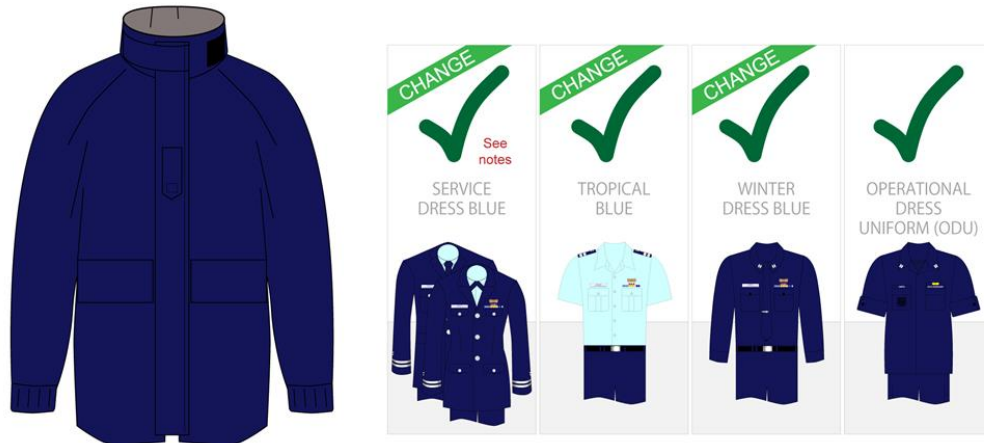 CHANGE
See
notes
SERVICE
DRESS BLUE
CHANGE
TROPICAL
BLUE
CHANGE
WINTER
DRESS BLUE
OPERATIONAL
DRESS
UNIFORM (ODU)